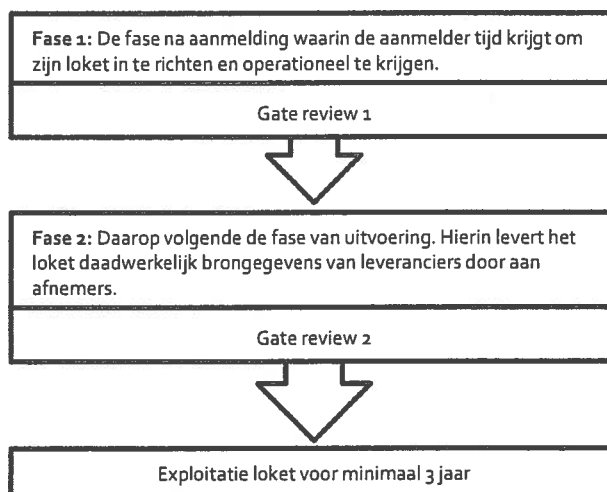 Fase 1: De fase na aanmelding waarin de aanmelder tijd krijgt om
zijn loket in te richten en operationeel te krijgen.
Gate review 1
Fase 2: Daarop volgende de fase van uitvoering. Hierin levert het
loket daadwerkelijk brongegevens van leveranciers door aan
afnemers.
Gate review 2
Exploitatie loket voor minimaal 3 jaar